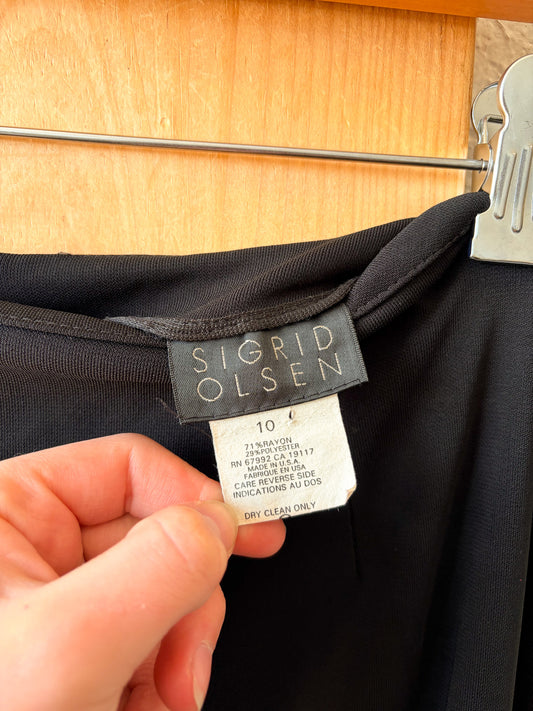 SIGRID
OLSEN
10
71%RAYON
29%POLYESTER
RN 67992 CA 19117
MADE IN U.S.A.
FABRIQUE EN USA
CARE REVERSE SIDE
INDICATIONS AU DOS
DRY CLEAN ONLY